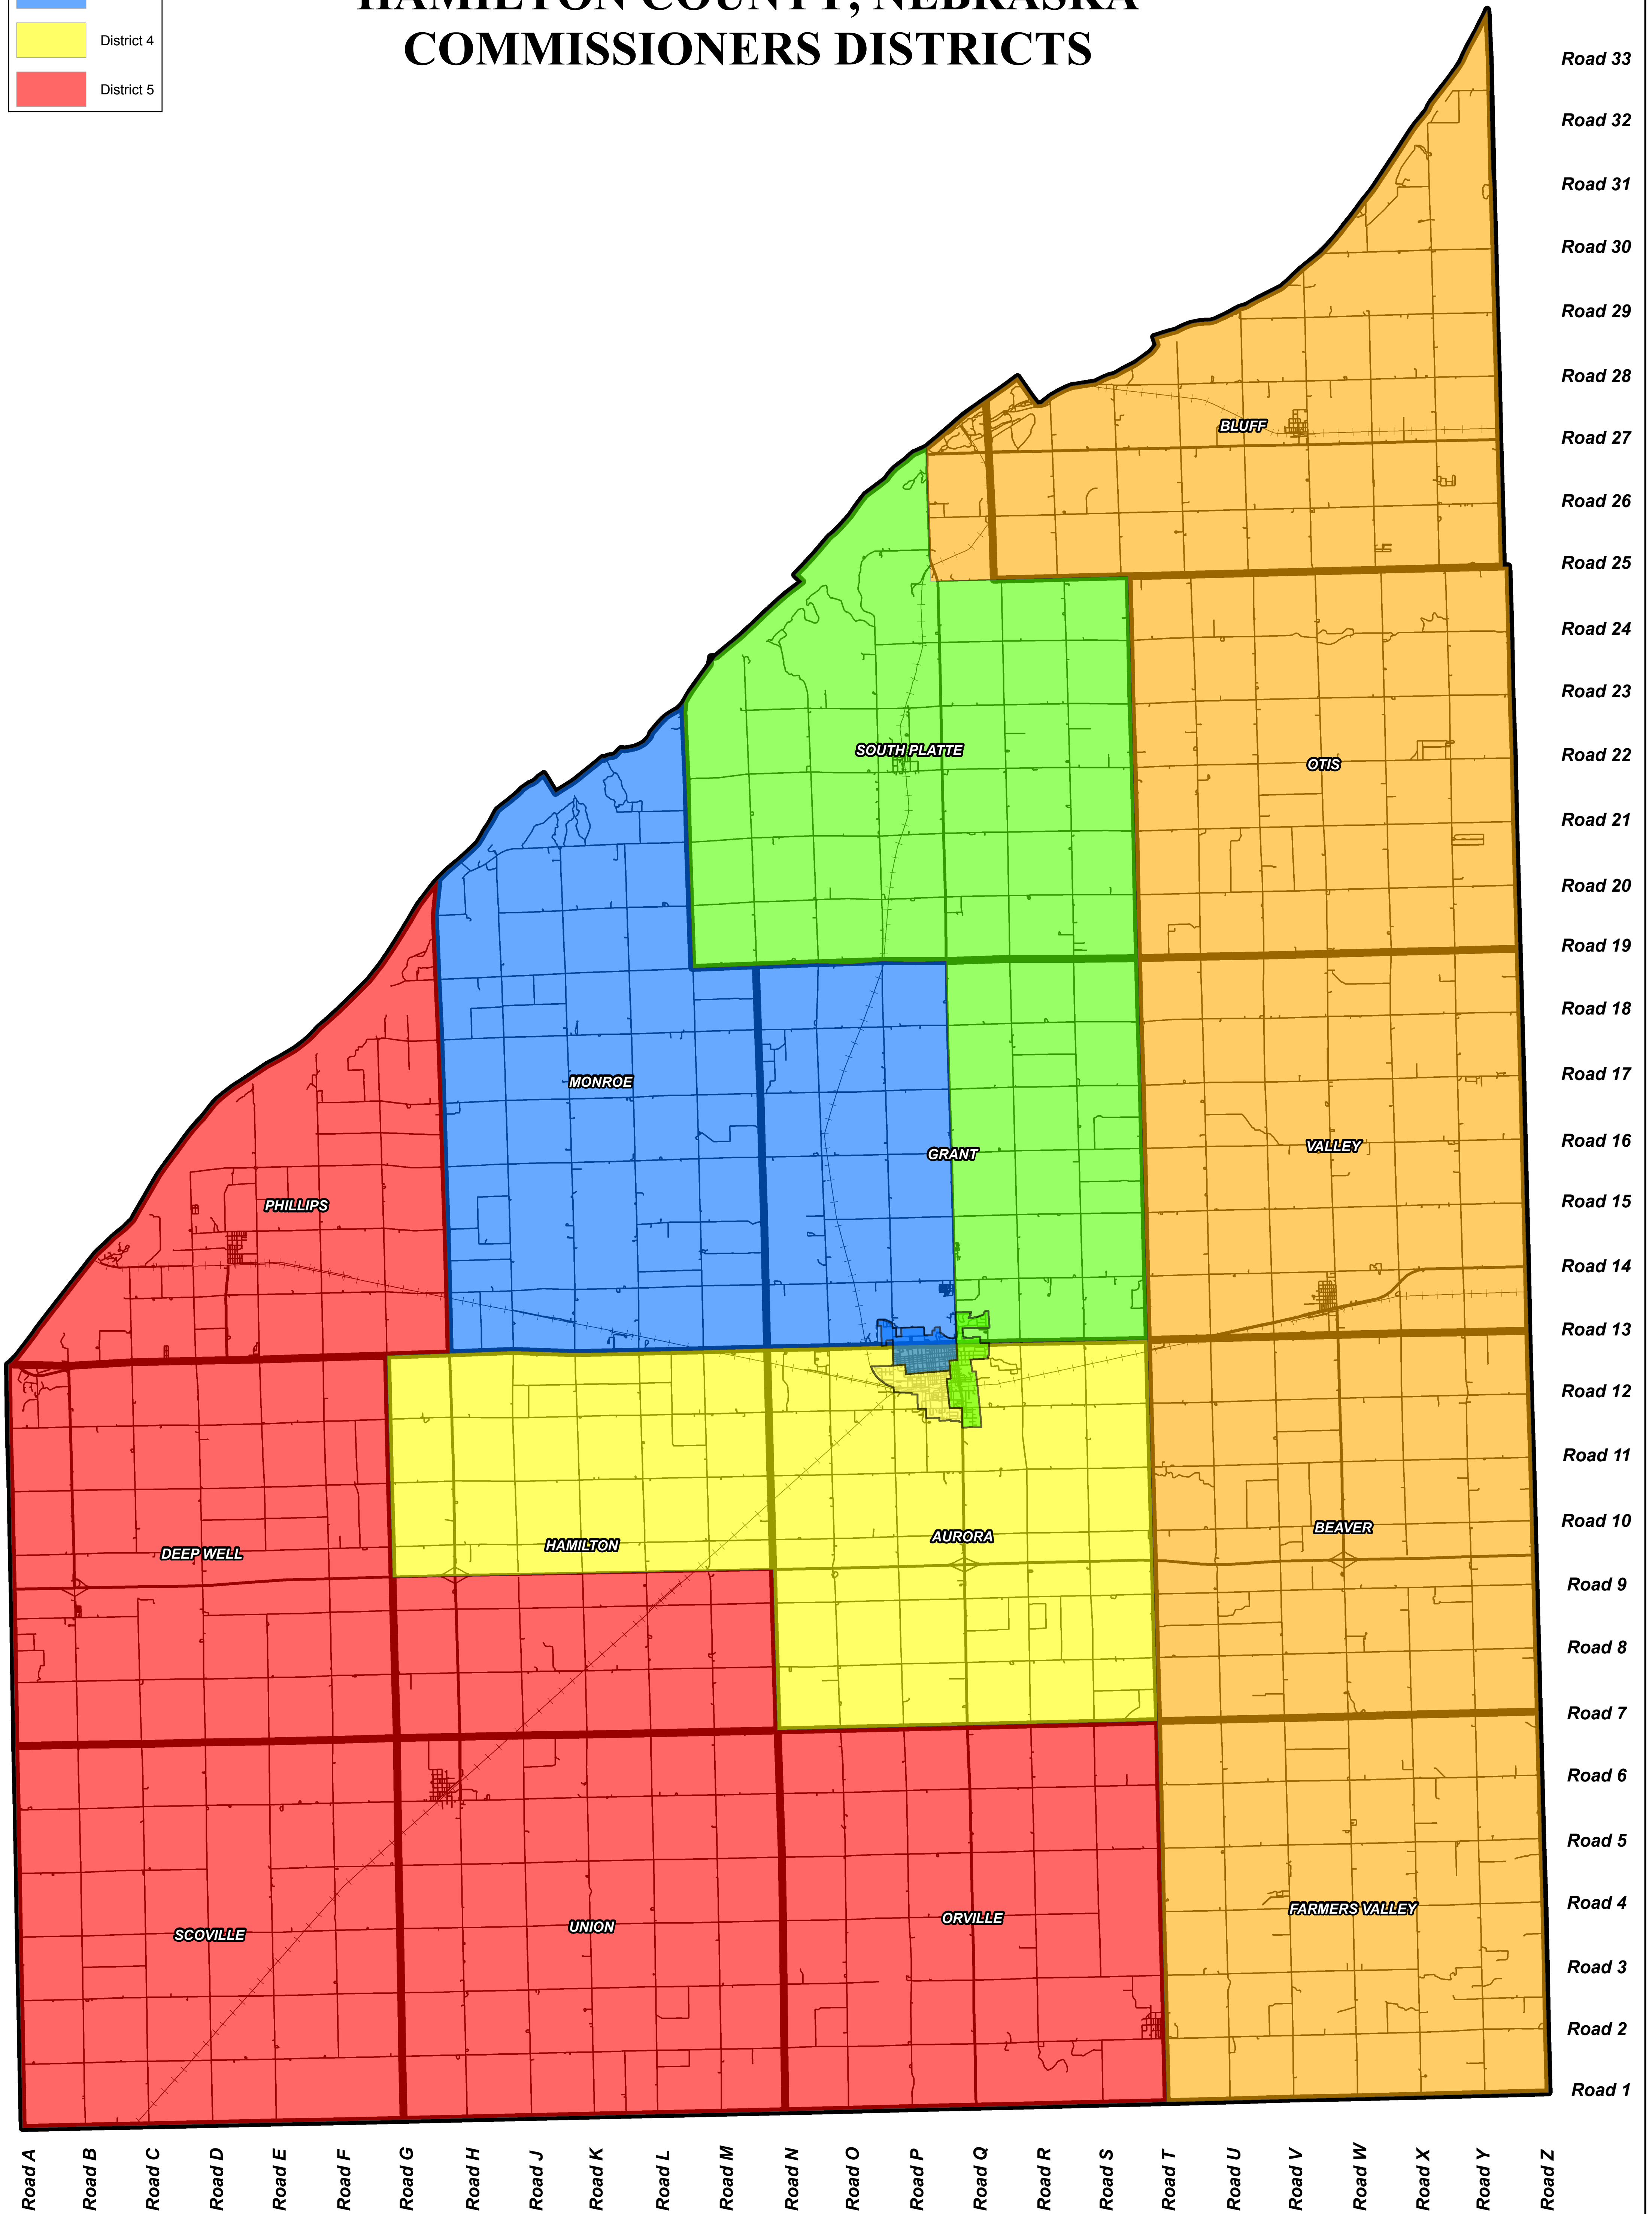 HAMILTON COUNTY, NEBRASKA
COMMISSIONERS DISTRICTS
District 4
District 5
Road 33
Road 32
Road 31
Road 30
Road 29
Road 28
BLUFF
Road 27
Road 26
Road 25
Road 24
Road 23
SOUTH PLATTE
Road 22
OTIS
Road 21
Road 20
Road 19
Road 18
MONROE
Road 17
GRANT
VALLEY
Road 16
PHILLIPS
Road 15
Road 14
Road 13
Road 12
Road 11
DEEP WELL
HAMILTON
AURORA
BEAVER
Road 10
Road 9
Road 8
Road 7
Road 6
Road 5
SCOVILLE
UNION
ORVILLE
FARMERS VALLEY
Road 4
Road 3
Road 2
Road 1
Road A
Road B
Road C
Road D
Road E
Road F
Road G
Road H
Road J
Road K
Road L
Road M
Road N
Road O
Road P
Road Q
Road R
Road S
Road T
Road U
Road V
Road W
Road X
Road Y
Road Z